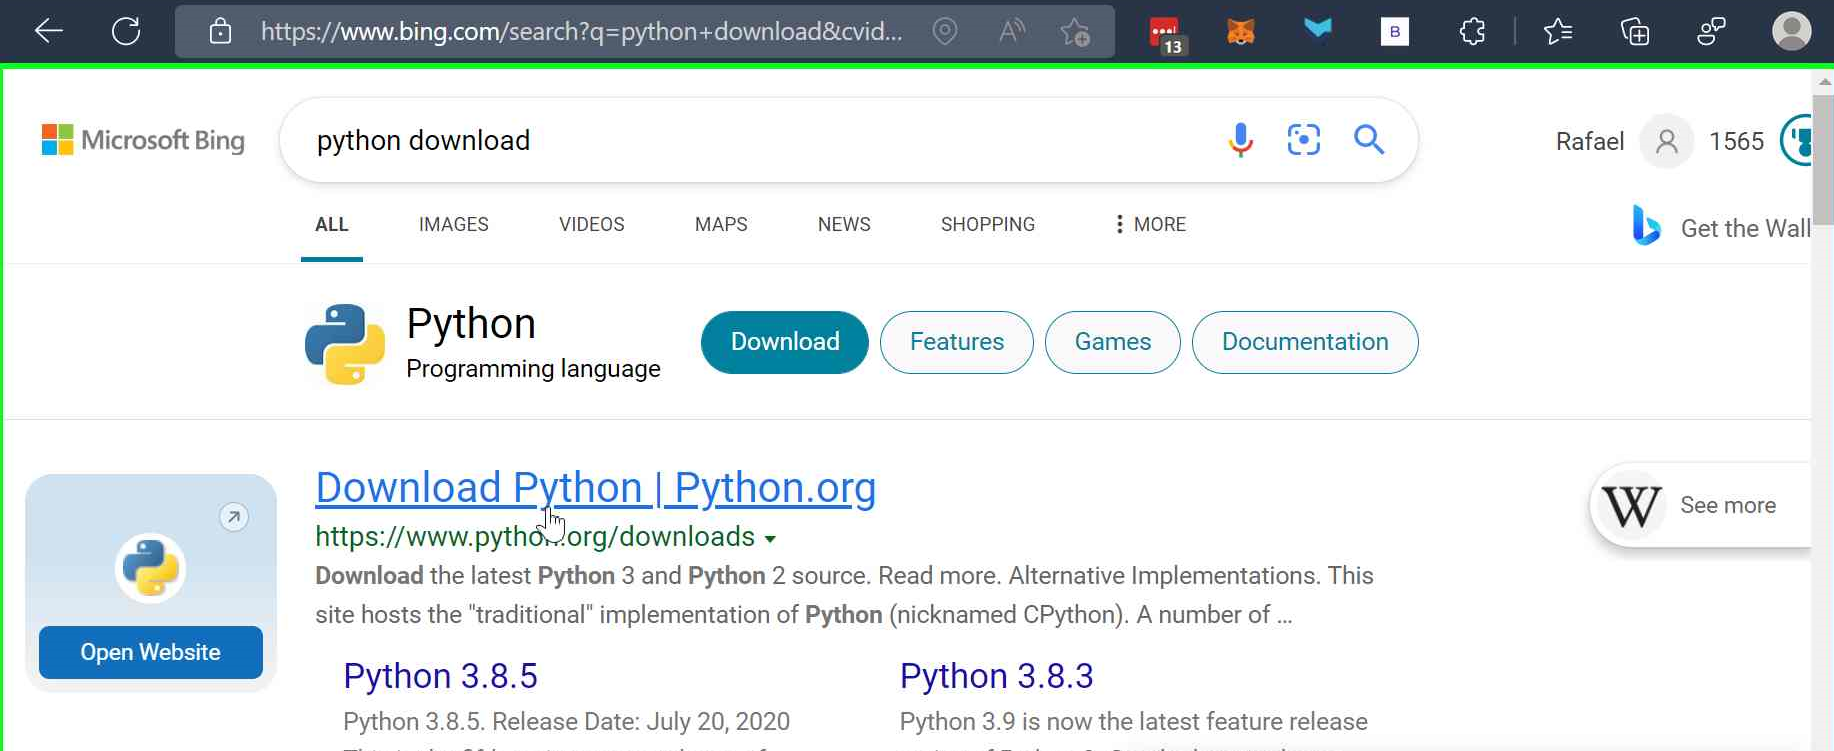 https://www.bing.com/search?q=python+download&cvid...
13
B
Microsoft Bing
python download
Rafael
1565
ALL
IMAGES
VIDEOS
MAPS
NEWS
SHOPPING
MORE
Get the Wall
Python
Programming language
Download
Features
Games
Documentation
Download Python | Python.org
https://www.python.org/downloads
Download the latest Python 3 and Python 2 source. Read more. Alternative Implementations. This
site hosts the "traditional" implementation of Python (nicknamed CPython). A number of ...
W
See more
Open Website
Python 3.8.5
Python 3.8.5. Release Date: July 20, 2020
Python 3.8.3
Python 3.9 is now the latest feature release